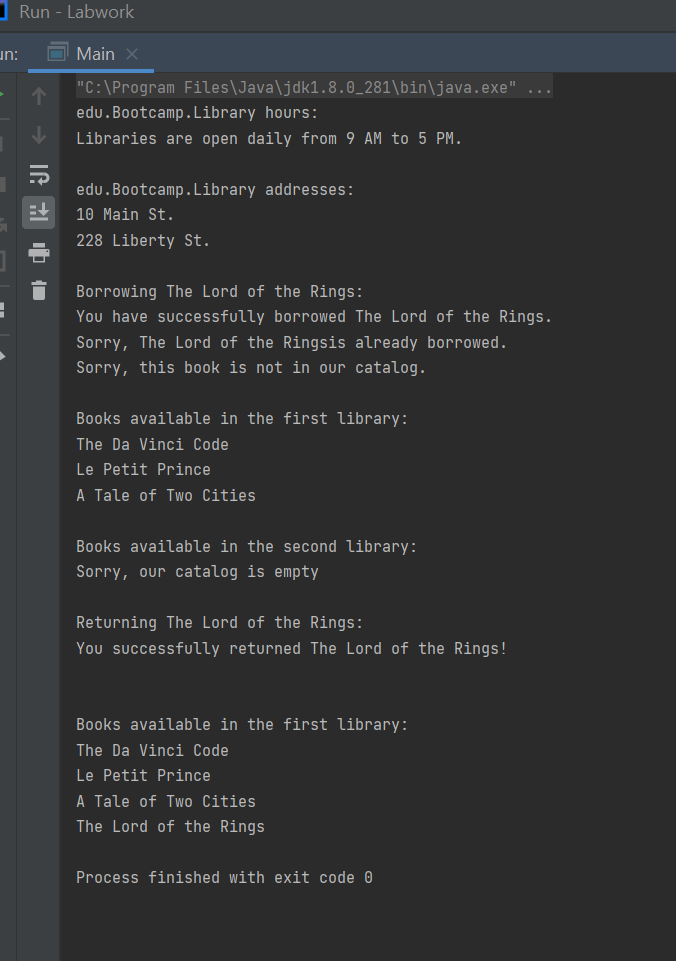 Run - Labwork
un: Main
"C:\Program Files\Java\jdk1.8.0_281\bin\java.exe" ...
edu.Bootcamp.Library hours:
Libraries are open daily from 9 AM to 5 PM.
edu.Bootcamp.Library addresses:
10 Main St.
228 Liberty St.
Borrowing The Lord of the Rings:
You have successfully borrowed The Lord of the Rings.
Sorry, The Lord of the Ringsis already borrowed.
Sorry, this book is not in our catalog.
Books available in the first library:
The Da Vinci Code
Le Petit Prince
A Tale of Two Cities
Books available in the second library:
Sorry, our catalog is empty
Returning The Lord of the Rings:
You successfully returned The Lord of the Rings!
Books available in the first library:
The Da Vinci Code
Le Petit Prince
A Tale of Two Cities
The Lord of the Rings
Process finished with exit code 0